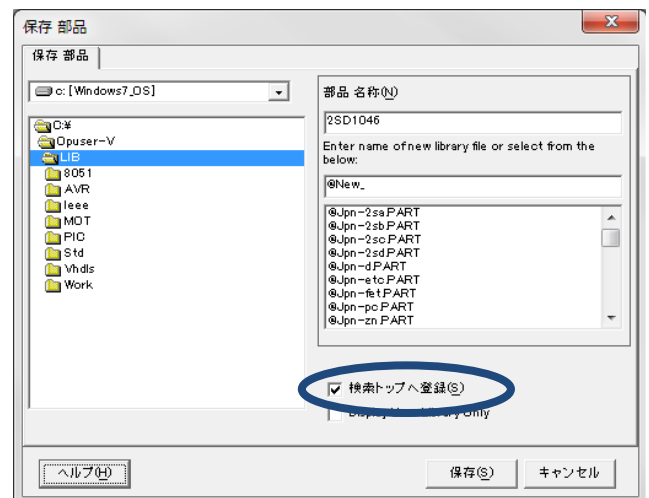 保存 部品
保存 部品
c: [Windows7_OS]
C:¥
Opuser-V
LIB
8051
AVR
Ieee
MOT
PIC
Std
Vhdls
Work
部品 名称(N)
2SD1046
Enter name of new library file or select from the
below:
@New_
@Jpn-2sa.PART
@Jpn-2sb.PART
@Jpn-2sc.PART
@Jpn-2sd.PART
@Jpn-d.PART
@Jpn-etc.PART
@Jpn-fet.PART
@Jpn-pc.PART
@Jpn-zn.PART
検索トップへ登録(S)
Only
ヘルプ(H)
保存(S)
キャンセル